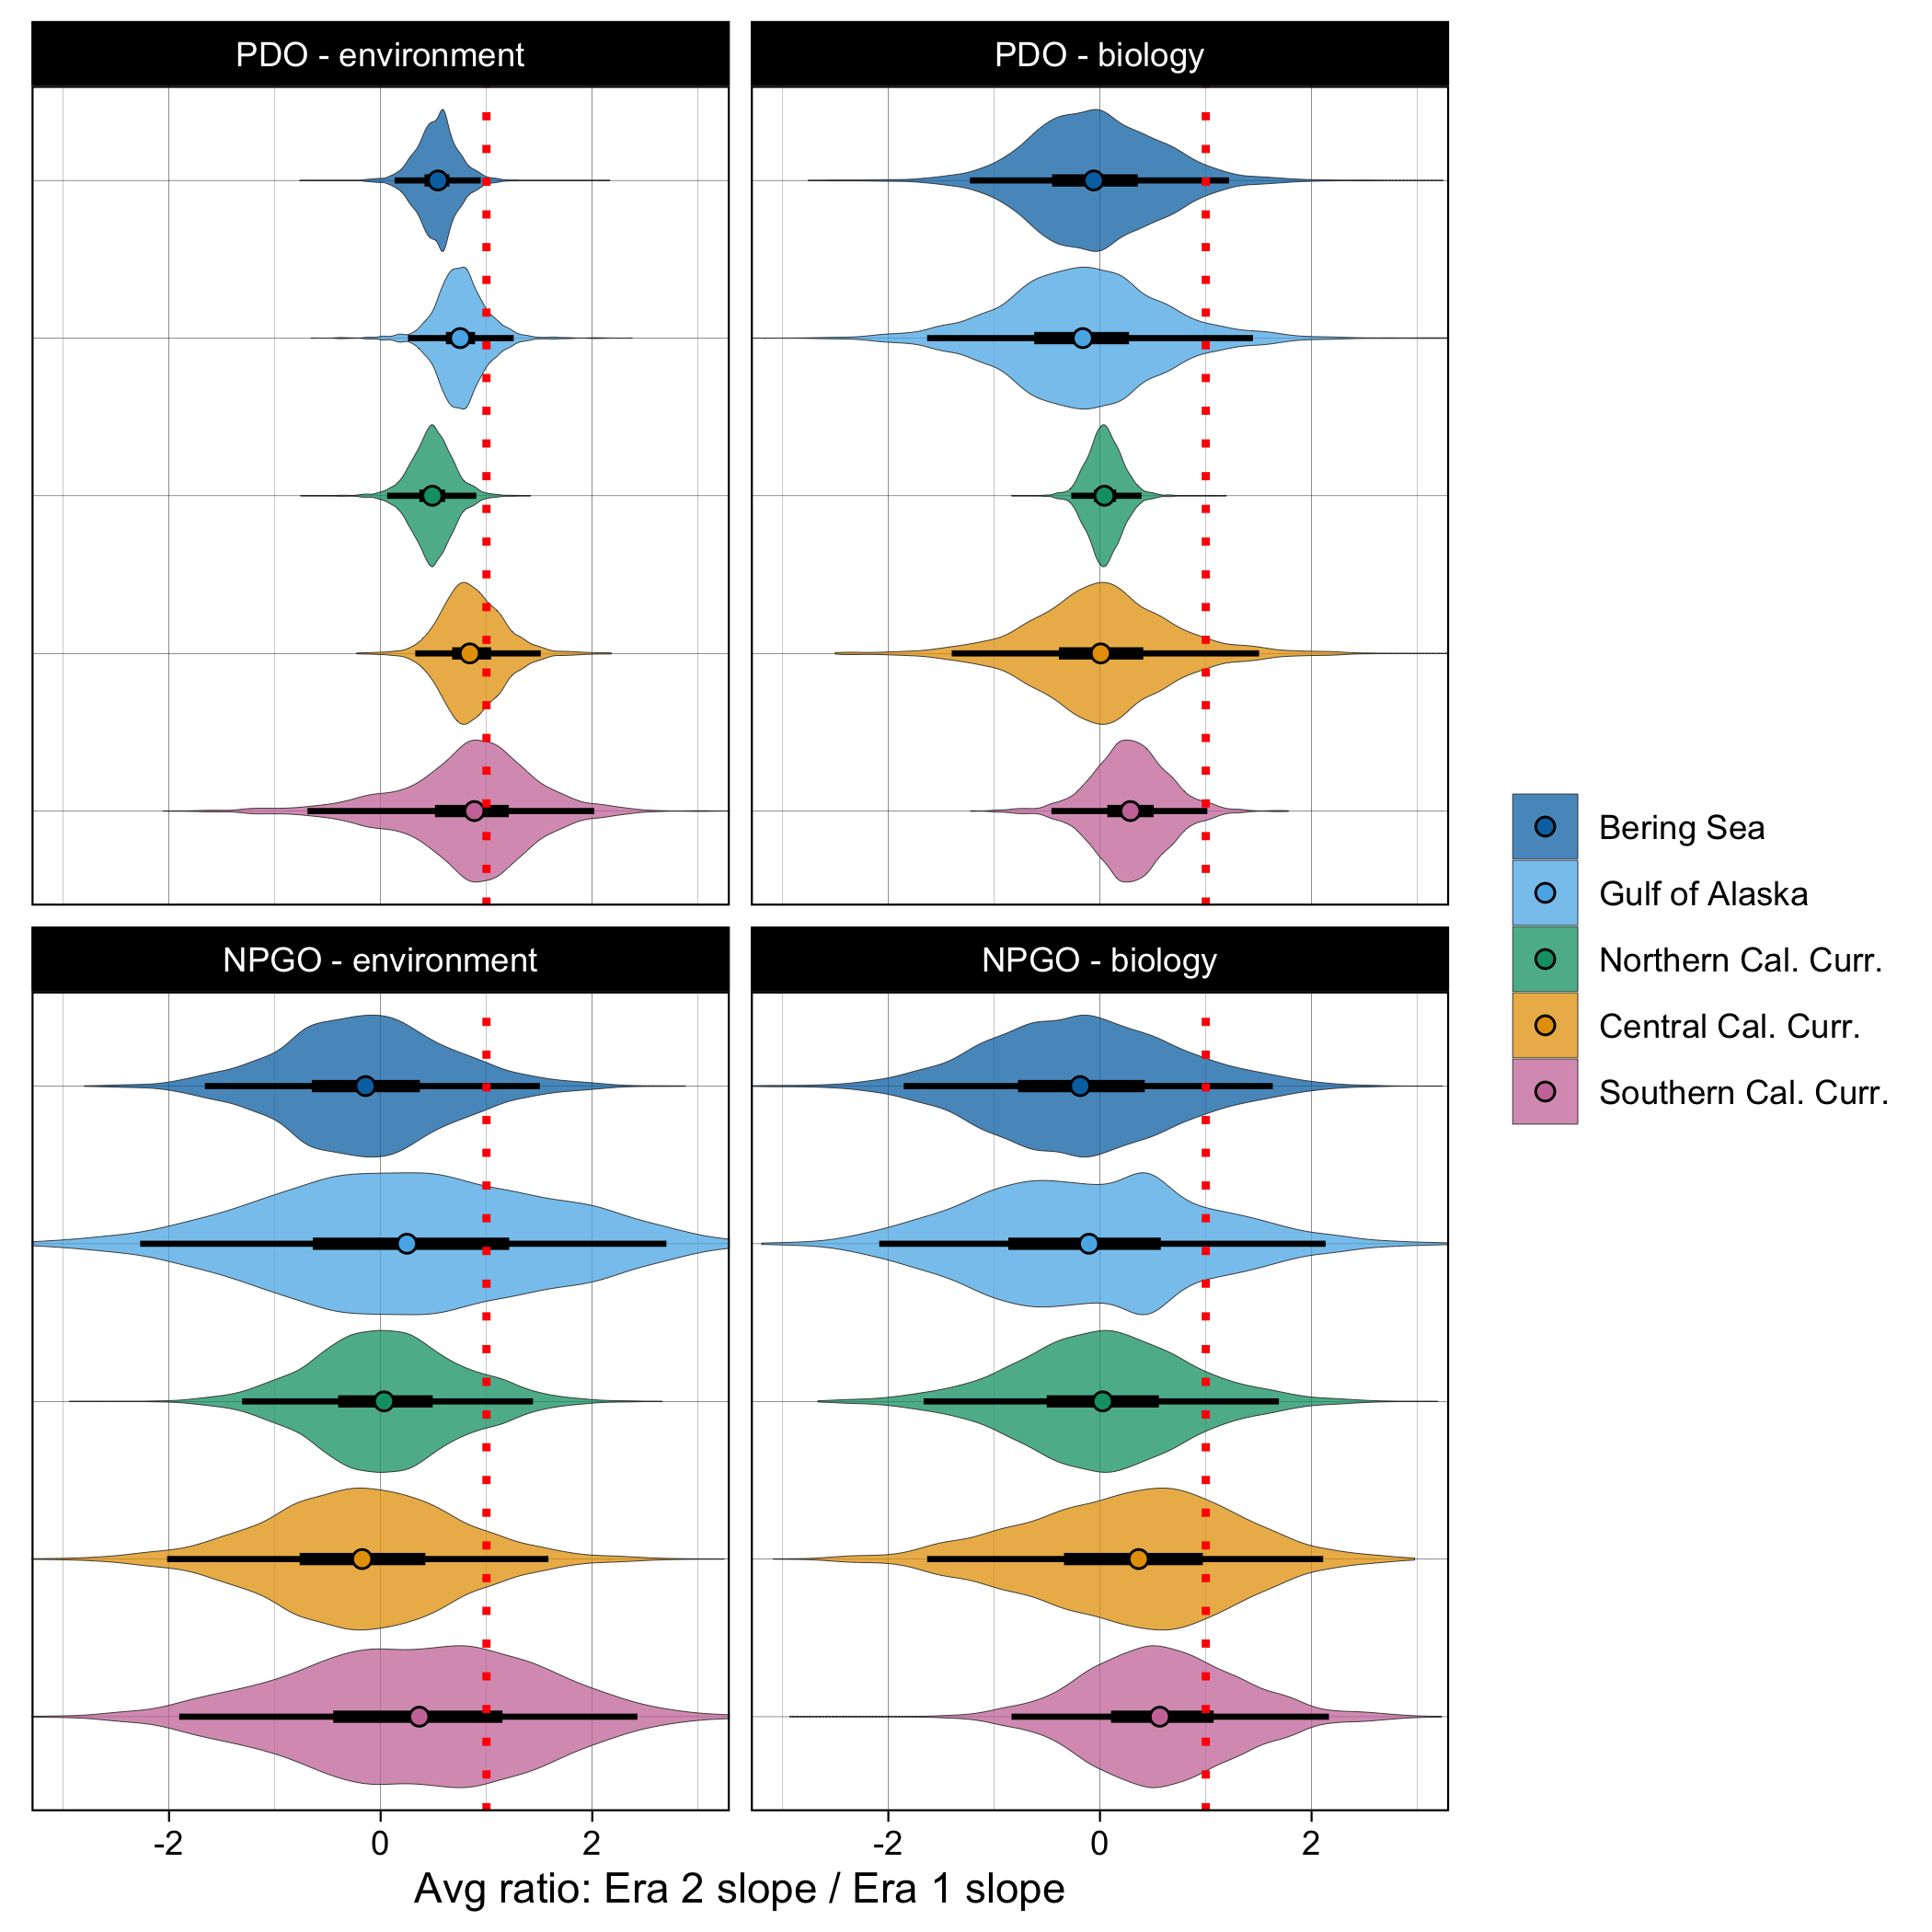 PDO - environment
PDO - biology
Bering Sea
Gulf of Alaska
Northern Cal. Curr.
Central Cal. Curr.
Southern Cal. Curr.
NPGO - environment
NPGO - biology
-2 0 2
-2 0 2
Avg ratio: Era 2 slope / Era 1 slope